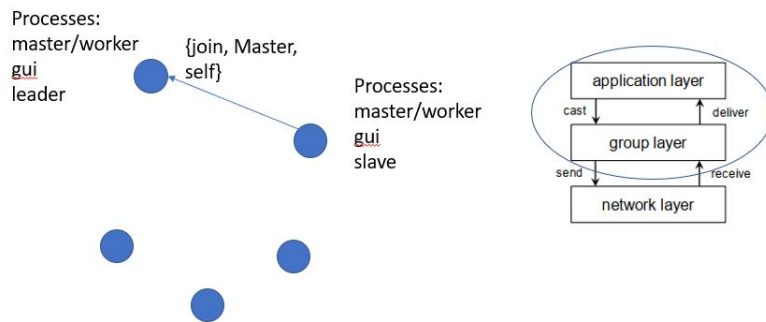 Processes:
master/worker
gui
leader
{join, Master,
self}
Processes:
master/worker
gui
slave
application layer
cast
deliver
group layer
send
receive
network layer